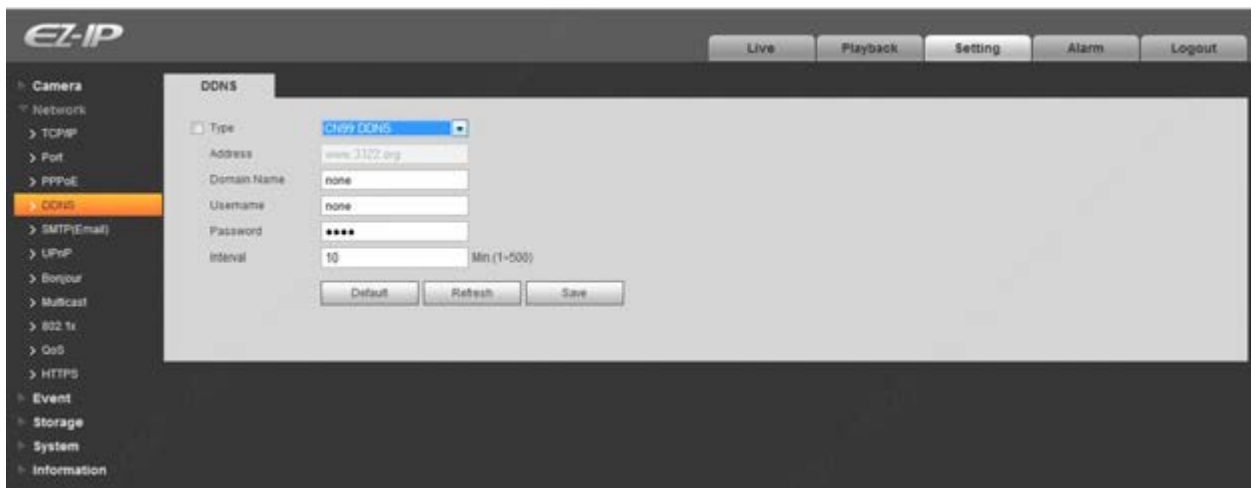 EZ-IP
Live Playback Setting Alarm Logout
Camera
Network
> TCP/IP
> Port
> PPPoE
> DDNS
> SMTP(Email)
> UPnP
> Bonjour
> Multicast
> 802.1x
> QoS
> HTTPS
Event
Storage
System
Information
DDNS
Type CN99 DDNS
Address www.3322.org
Domain Name none
Username none
Password ●●●●
Interval 10 Min.(1~500)
Default Refresh Save